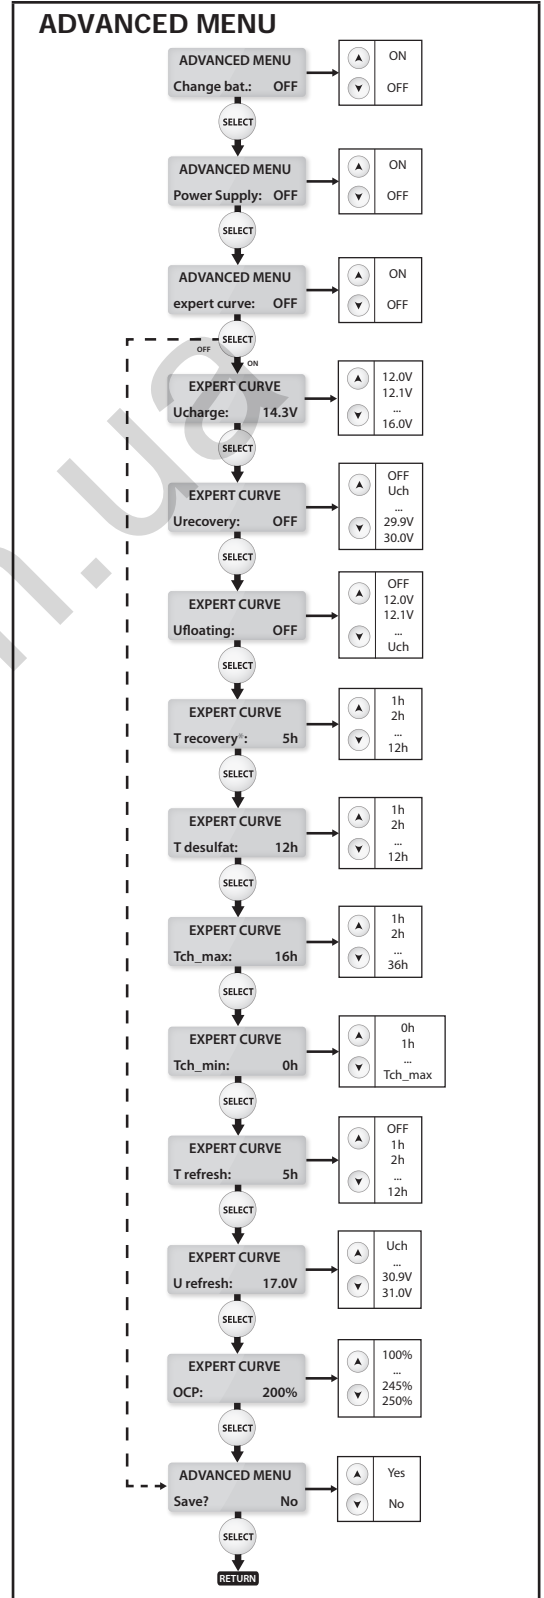 ADVANCED MENU
ADVANCED MENU
Change bat.: OFF
ON
OFF
SELECT
ADVANCED MENU
Power Supply: OFF
ON
OFF
SELECT
ADVANCED MENU
expert curve: OFF
ON
OFF
SELECT
OFF
ON
EXPERT CURVE
Ucharge: 14.3V
12.0V
12.1V
...
16.0V
SELECT
EXPERT CURVE
Urecovery: OFF
OFF
Uch
...
29.9V
30.0V
SELECT
EXPERT CURVE
Ufloating: OFF
OFF
12.0V
12.1V
...
Uch
SELECT
EXPERT CURVE
T recovery*: 5h
1h
2h
...
12h
SELECT
EXPERT CURVE
T desulfat: 12h
1h
2h
...
12h
SELECT
EXPERT CURVE
Tch_max: 16h
1h
2h
...
36h
SELECT
EXPERT CURVE
Tch_min: 0h
0h
1h
...
Tch_max
SELECT
EXPERT CURVE
T refresh: 5h
OFF
1h
2h
...
12h
SELECT
EXPERT CURVE
U refresh: 17.0V
Uch
...
30.9V
31.0V
SELECT
EXPERT CURVE
OCP: 200%
100%
...
245%
250%
SELECT
ADVANCED MENU
Save? No
Yes
No
SELECT
RETURN